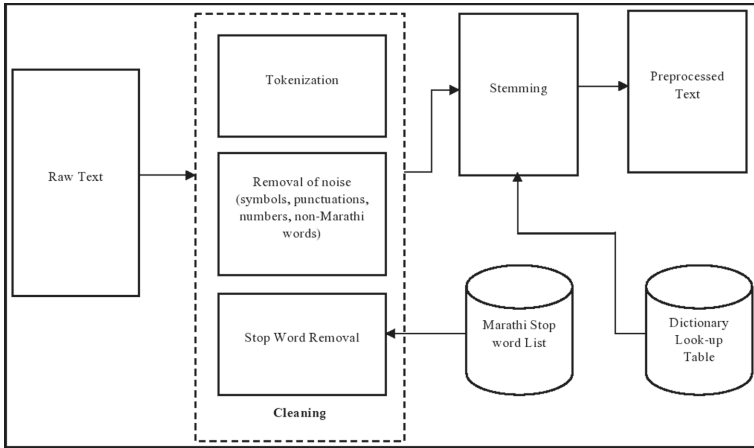 Raw Text
Tokenization
Removal of noise
(symbols, punctuations,
numbers, non-Marathi
words)
Stop Word Removal
Cleaning
Stemming
Preprocessed
Text
Marathi Stop
word List
Dictionary
Look-up
Table